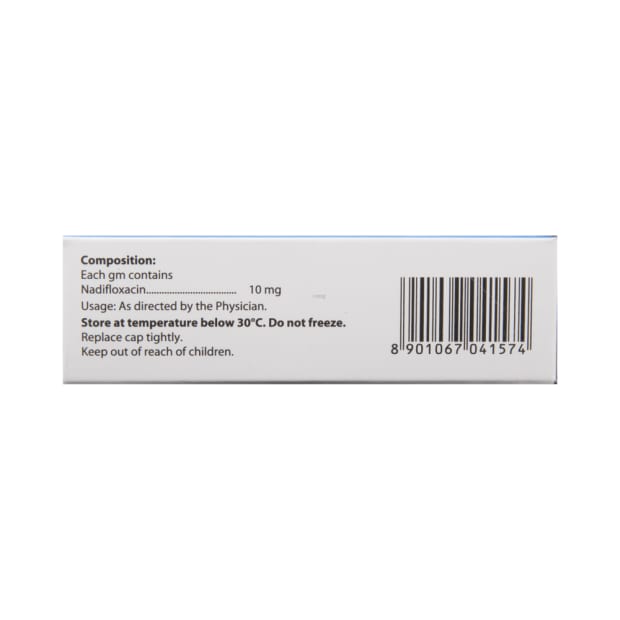 Composition:
Each gm contains
Nadifloxacin.................................... 10 mg
Usage: As directed by the Physician.
Store at temperature below 30°C. Do not freeze.
Replace cap tightly.
Keep out of reach of children.
8 901067 041574